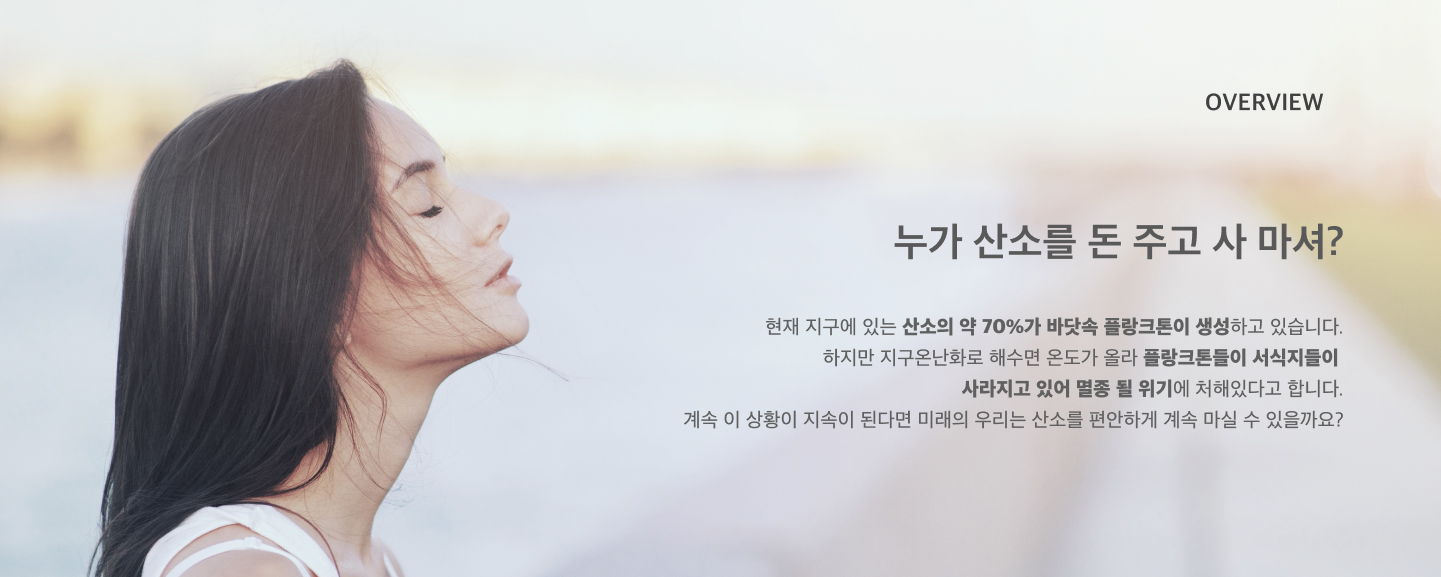 OVERVIEW
누가 산소를 돈 주고 사 마셔?
현재 지구에 있는 산소의 약 70%가 바닷속 플랑크톤이 생성하고 있습니다.
하지만 지구온난화로 해수면 온도가 올라 플랑크톤들이 서식지들이
사라지고 있어 멸종 될 위기에 처해있다고 합니다.
계속 이 상황이 지속이 된다면 미래의 우리는 산소를 편안하게 계속 마실 수 있을까요?